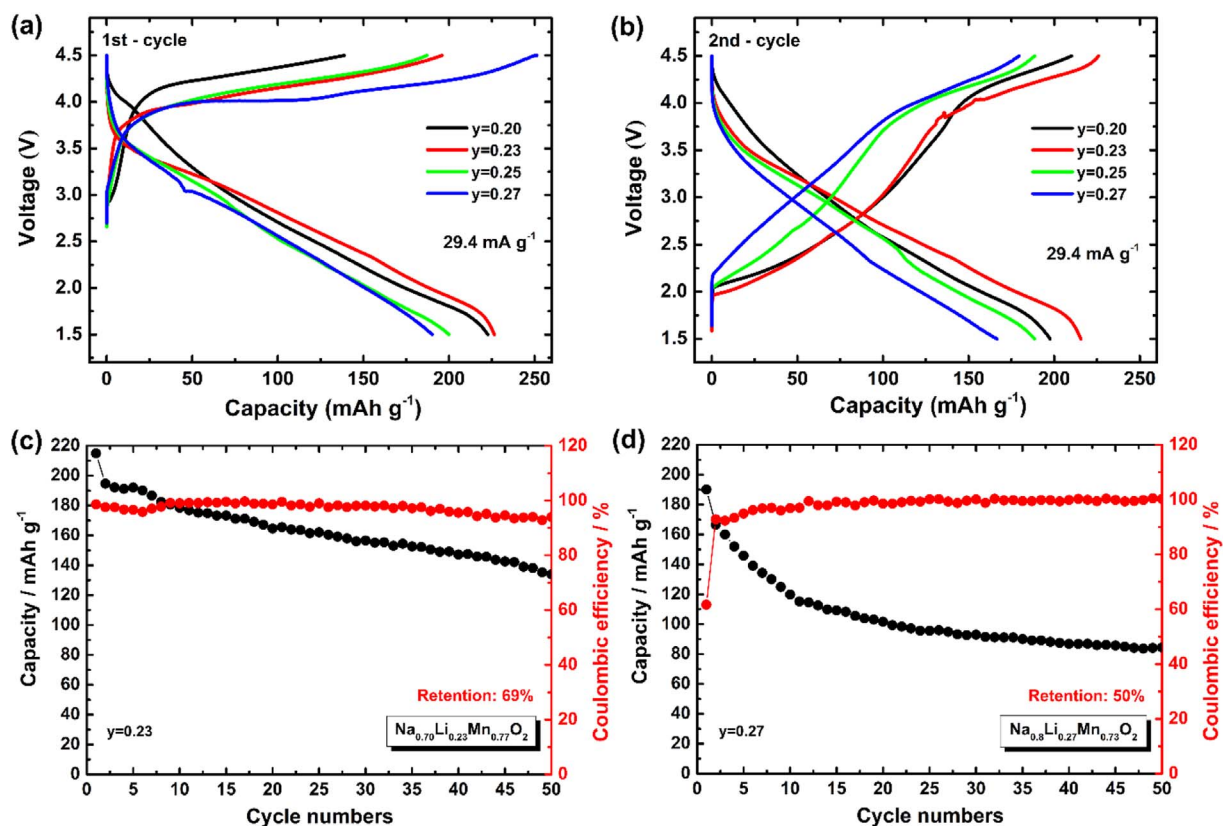 (a)
1st - cycle
4.5
4.0
3.5
3.0
2.5
2.0
1.5
Voltage (V)
y=0.20
y=0.23
y=0.25
y=0.27
29.4 mA g⁻¹
0 50 100 150 200 250
Capacity (mAh g⁻¹)
(b)
2nd - cycle
4.5
4.0
3.5
3.0
2.5
2.0
1.5
Voltage (V)
y=0.20
y=0.23
y=0.25
y=0.27
29.4 mA g⁻¹
0 50 100 150 200 250
Capacity (mAh g⁻¹)
(c)
220
200
180
160
140
120
100
80
60
40
20
0
Capacity / mAh g⁻¹
120
100
80
60
40
20
0
Coulombic efficiency / %
Retention: 69%
y=0.23
Na₀.₇₀Li₀.₂₃Mn₀.₇₇O₂
0 5 10 15 20 25 30 35 40 45 50
Cycle numbers
(d)
220
200
180
160
140
120
100
80
60
40
20
0
Capacity / mAh g⁻¹
120
100
80
60
40
20
0
Coulombic efficiency / %
Retention: 50%
y=0.27
Na₀.₈Li₀.₂₇Mn₀.₇₃O₂
0 5 10 15 20 25 30 35 40 45 50
Cycle numbers